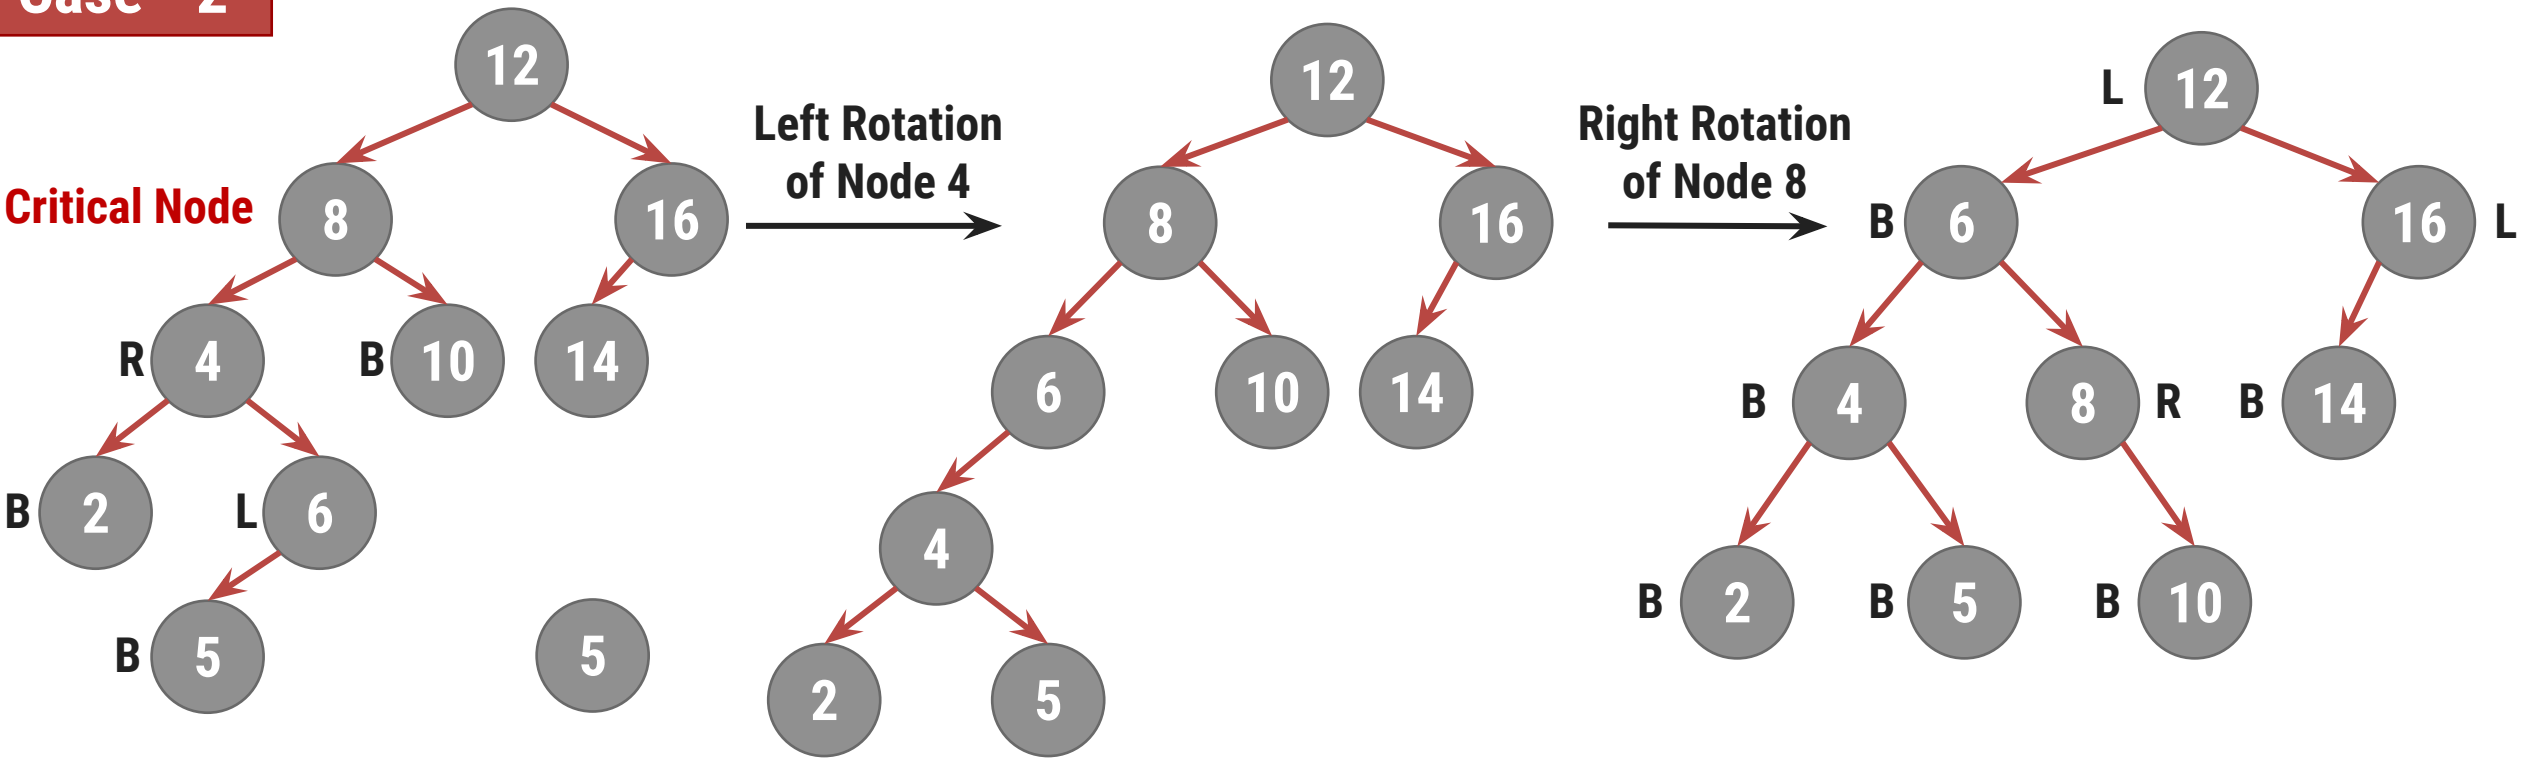 Case 2
12
8
16
Critical Node
R 4
B 10
14
B 2
L 6
B 5
5
Left Rotation
of Node 4
12
8
16
6
10
14
4
2
5
Right Rotation
of Node 8
L 12
B 6
16 L
B 4
8 R
B 14
B 2
B 5
B 10